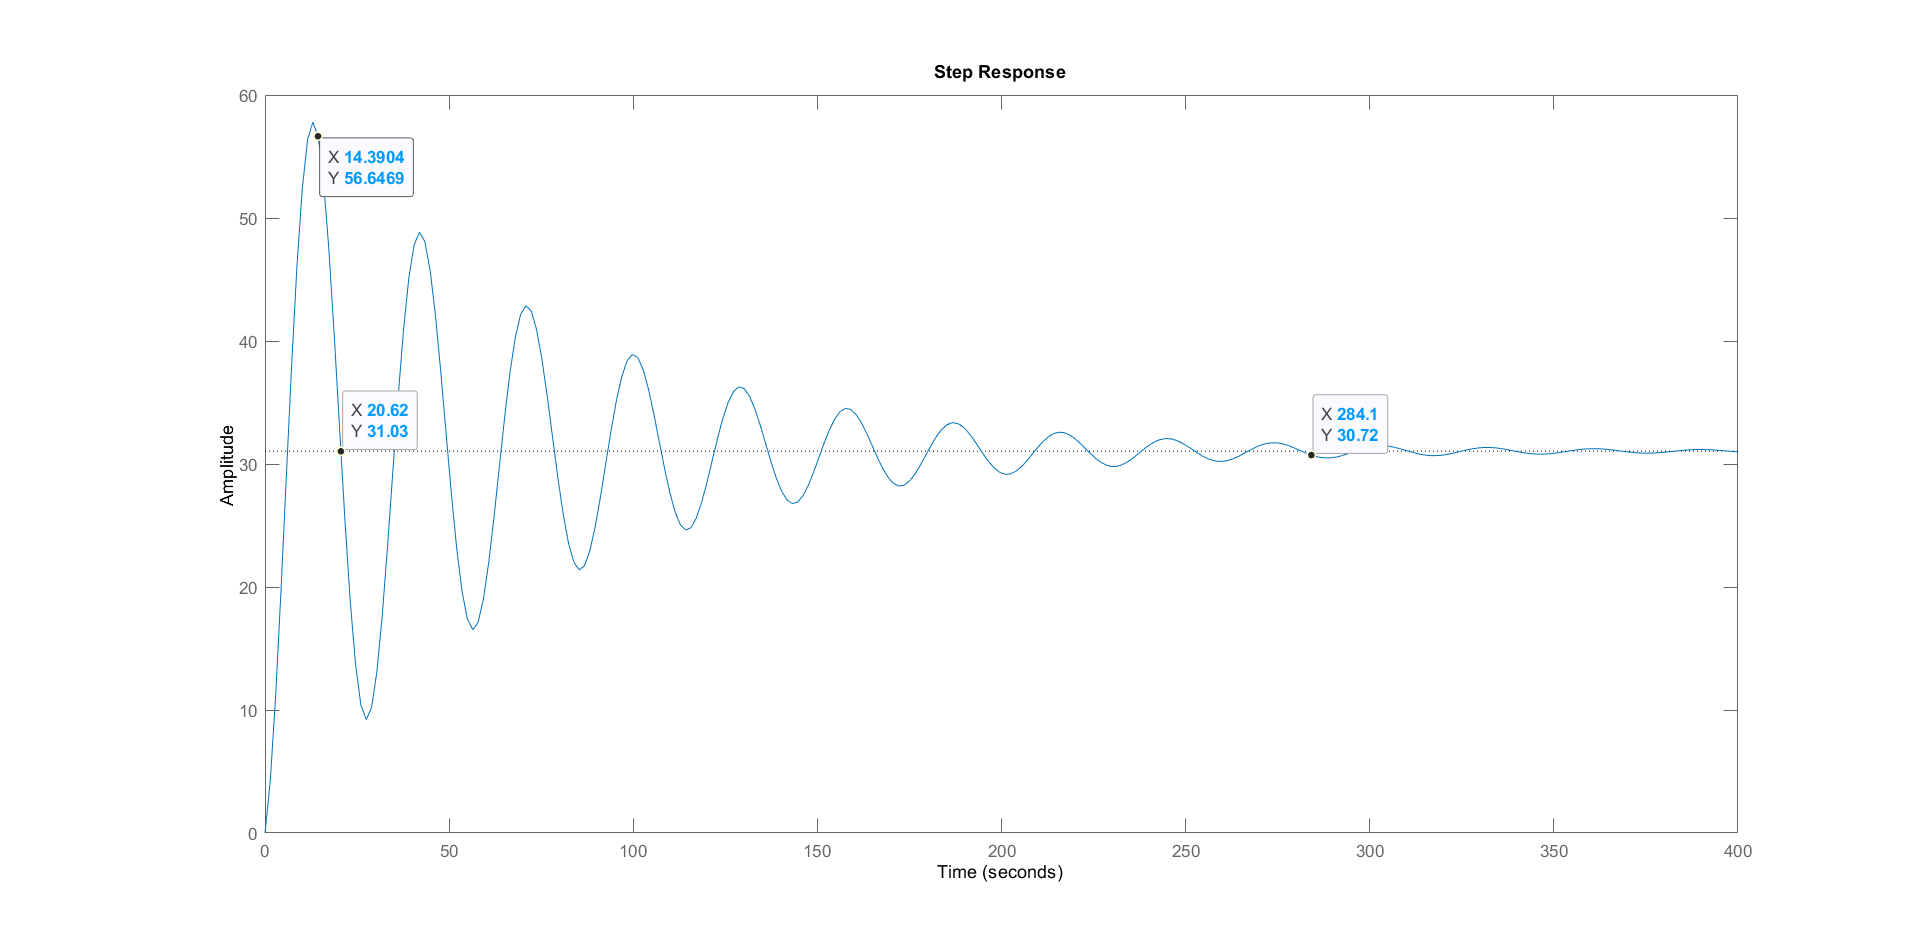 Step Response
60
X 14.3904
Y 56.6469
50
40
X 20.62
Y 31.03
X 284.1
Y 30.72
Amplitude
30
20
10
0
0 50 100 150 200 250 300 350 400
Time (seconds)